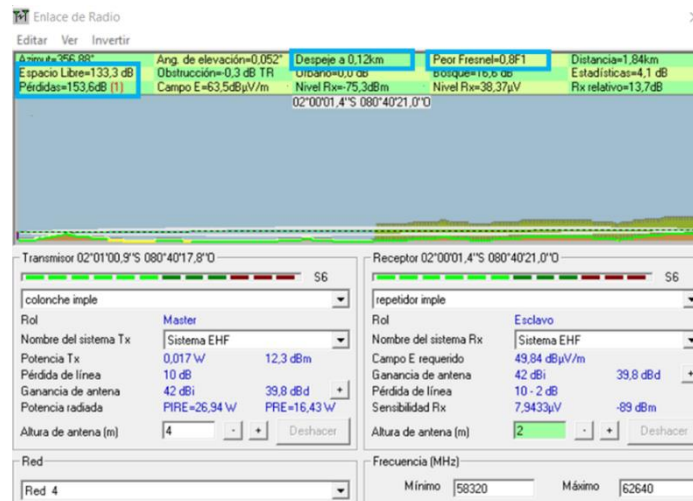 Enlace de Radio
Editar Ver Invertir
Azimut=356,88° Ang. de elevación=0,052° Despeje a 0,12km Peor Fresnel=0,8F1 Distancia=1,84km
Espacio Libre=133,3 dB Obstrucción=-0,3 dB TR Urbano=0,0 dB Bosque=16,6 dB Estadísticas=4,1 dB
Pérdidas=153,6dB (1) Campo E=63,5dBµV/m Nivel Rx=-75,3dBm Nivel Rx=38,37µV Rx relativo=13,7dB
02°00'01,4"S 080°40'21,0"O
Transmisor 02°01'00,9"S 080°40'17,8"O
S6
colonche imple
Rol Master
Nombre del sistema Tx Sistema EHF
Potencia Tx 0,017 W 12,3 dBm
Pérdida de línea 10 dB
Ganancia de antena 42 dBi 39,8 dBd +
Potencia radiada PIRE=26,94 W PRE=16,43 W
Altura de antena (m) 4 - + Deshacer
Red
Red 4
Receptor 02°00'01,4"S 080°40'21,0"O
S6
repetidor imple
Rol Esclavo
Nombre del sistema Rx Sistema EHF
Campo E requerido 49,84 dBµV/m
Ganancia de antena 42 dBi 39,8 dBd +
Pérdida de línea 10 - 2 dB
Sensibilidad Rx 7,9433µV -89 dBm
Altura de antena (m) 2 - + Deshacer
Frecuencia (MHz)
Mínimo 58320 Máximo 62640